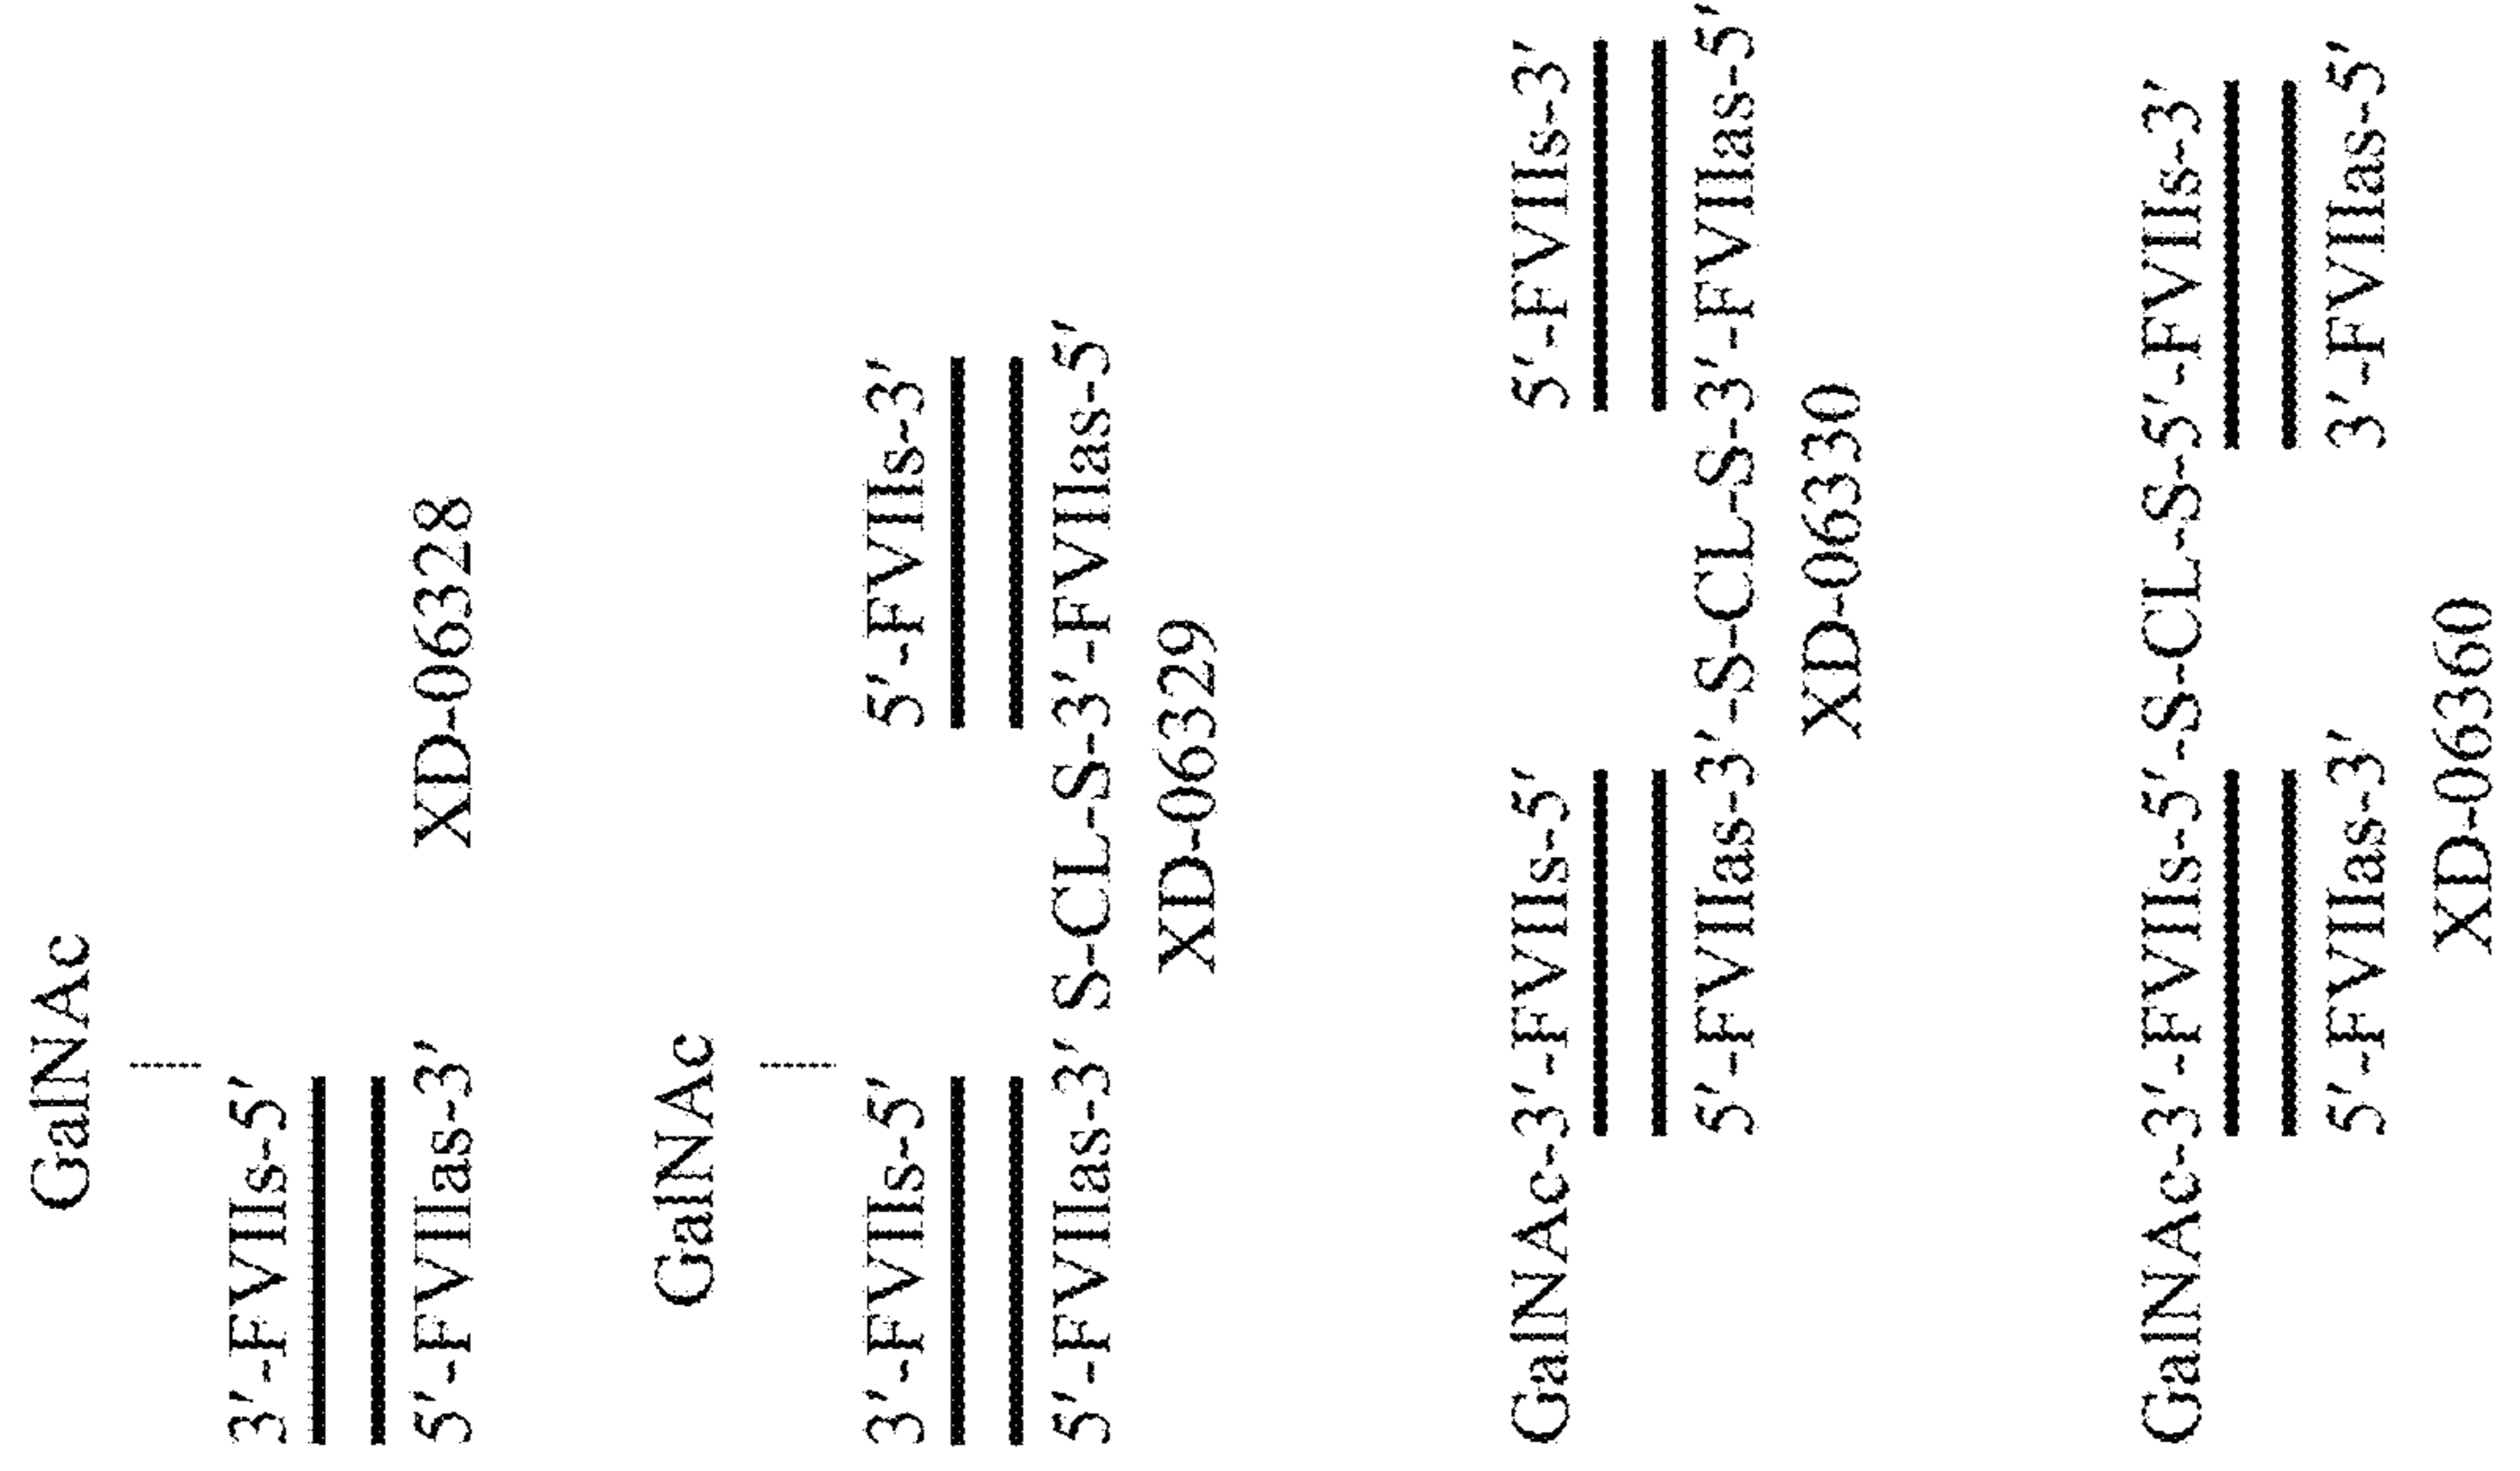 GalNAc
3'-FVIIs-5'
5'-FVIIas-3' XD-06328
GalNAc
3'-FVIIs-5' 5'-FVIIs-3'
5'-FVIIas-3' S-CL-S-3'-FVIIas-5'
XD-06329
GalNAc-3'-FVIIs-5' 5'-FVIIs-3'
5'-FVIIas-3'-S-CL-S-3'-FVIIas-5'
XD-06330
GalNAc-3'-FVIIs-5'-S-CL-S-5'-FVIIs-3'
5'-FVIIas-3' 3'-FVIIas-5'
XD-06360